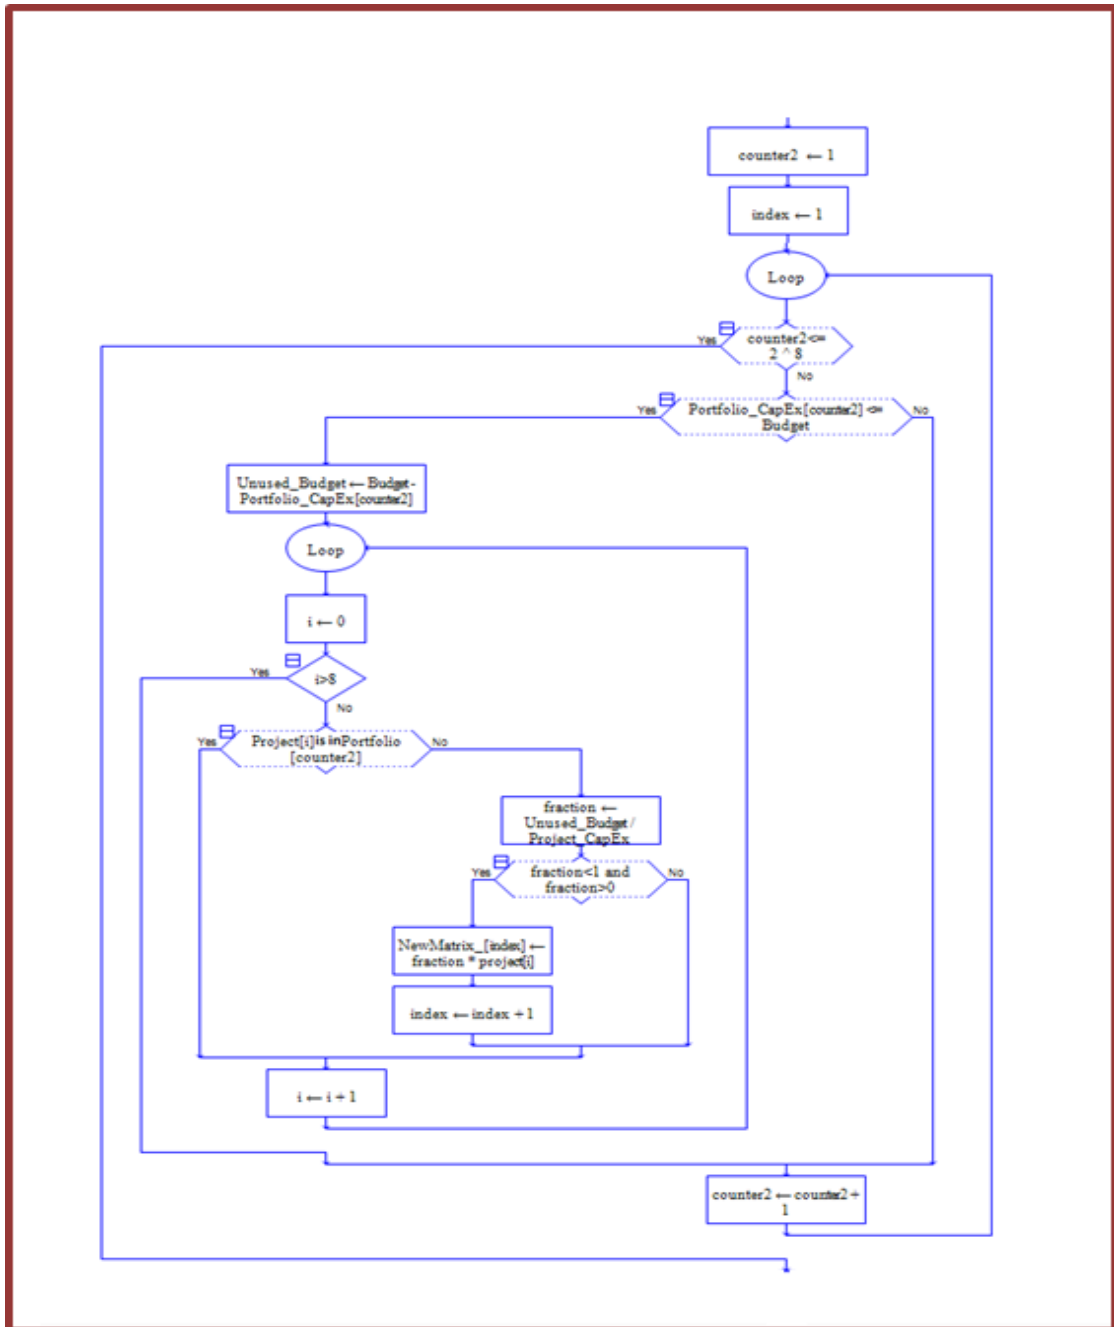 counter2 ← 1
index ← 1
Loop
Yes
counter2<=
2 ^ 8
No
Yes
Portfolio_CapEx[counter2] <=
Budget
No
Unused_Budget ← Budget-
Portfolio_CapEx[counter2]
Loop
i ← 0
Yes
i>8
No
Yes
Project[i]is inPortfolio
[counter2]
No
fraction ←
Unused_Budget /
Project_CapEx
Yes
fraction<1 and
fraction>0
No
NewMatrix_[index] ←
fraction * project[i]
index ← index + 1
i ← i + 1
counter2 ← counter2 +
1